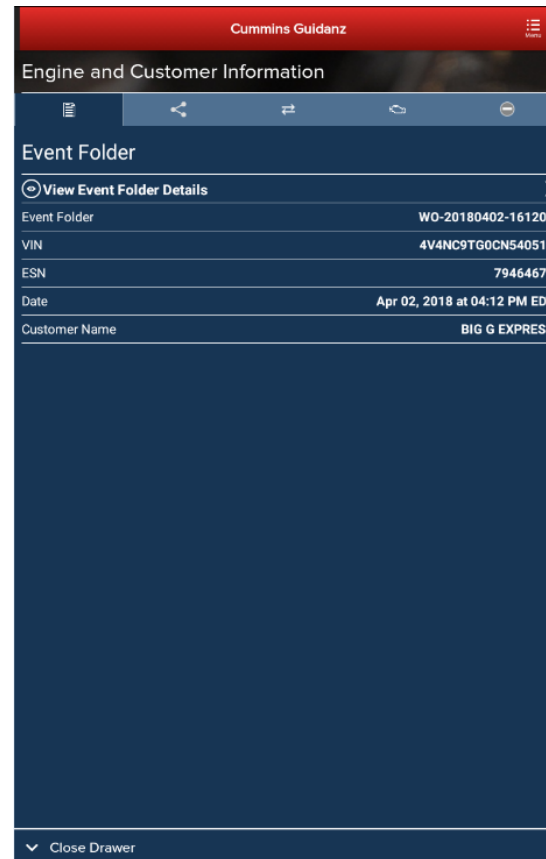 Cummins Guidanz
Menu
Engine and Customer Information
Event Folder
View Event Folder Details
Event Folder WO-20180402-16120
VIN 4V4NC9TG0CN54051
ESN 7946467
Date Apr 02, 2018 at 04:12 PM ED
Customer Name BIG G EXPRES
Close Drawer